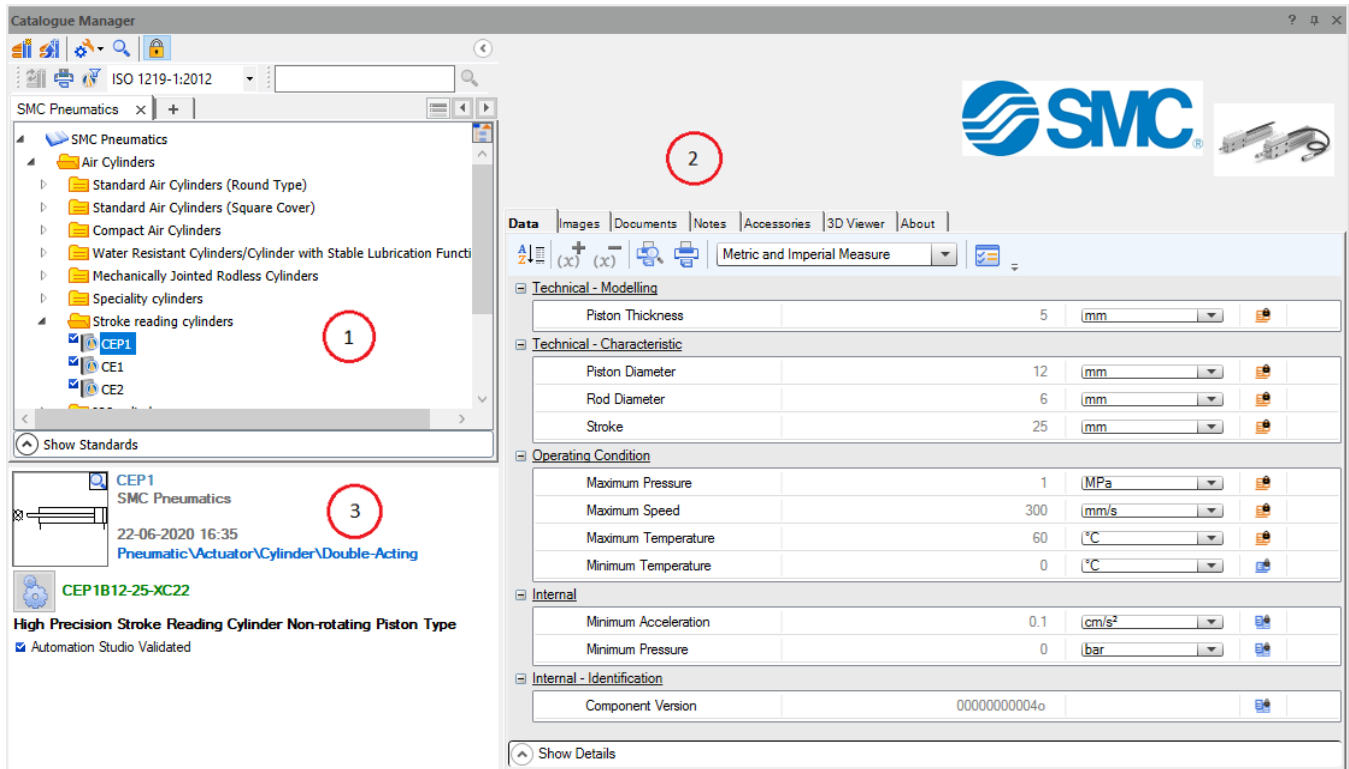 Catalogue Manager
ISO 1219-1:2012
SMC Pneumatics x +
SMC Pneumatics
Air Cylinders
Standard Air Cylinders (Round Type)
Standard Air Cylinders (Square Cover)
Compact Air Cylinders
Water Resistant Cylinders/Cylinder with Stable Lubrication Functi
Mechanically Jointed Rodless Cylinders
Speciality cylinders
Stroke reading cylinders
1
CEP1
CE1
CE2
Show Standards
CEP1
SMC Pneumatics
3
22-06-2020 16:35
Pneumatic\Actuator\Cylinder\Double-Acting
CEP1B12-25-XC22
High Precision Stroke Reading Cylinder Non-rotating Piston Type
Automation Studio Validated
SMC®
2
Data Images Documents Notes Accessories 3D Viewer About
A Z (x) + (x) − Metric and Imperial Measure
Technical - Modelling
Piston Thickness 5 mm
Technical - Characteristic
Piston Diameter 12 mm
Rod Diameter 6 mm
Stroke 25 mm
Operating Condition
Maximum Pressure 1 MPa
Maximum Speed 300 mm/s
Maximum Temperature 60 °C
Minimum Temperature 0 °C
Internal
Minimum Acceleration 0.1 cm/s²
Minimum Pressure 0 bar
Internal - Identification
Component Version 00000000004o
Show Details